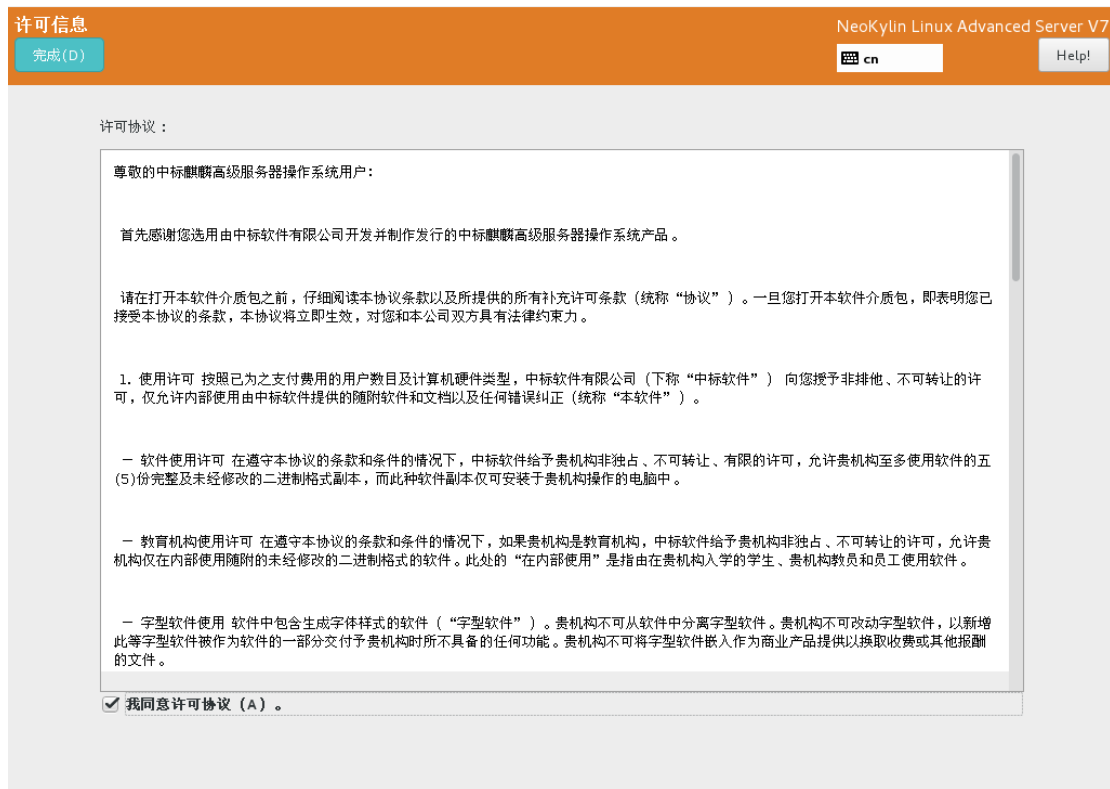 许可信息
NeoKylin Linux Advanced Server V7
完成(D)
cn
Help!
许可协议：
尊敬的中标麒麟高级服务器操作系统用户：
首先感谢您选用由中标软件有限公司开发并制作发行的中标麒麟高级服务器操作系统产品。
请在打开本软件介质包之前，仔细阅读本协议条款以及所提供的所有补充许可条款（统称“协议”）。一旦您打开本软件介质包，即表明您已
接受本协议的条款，本协议将立即生效，对您和本公司双方具有法律约束力。
1. 使用许可 按照已为之支付费用的用户数目及计算机硬件类型，中标软件有限公司（下称“中标软件”） 向您授予非排他、不可转让的许
可，仅允许内部使用由中标软件提供的随附软件和文档以及任何错误纠正（统称“本软件”）。
— 软件使用许可 在遵守本协议的条款和条件的情况下，中标软件给予贵机构非独占、不可转让、有限的许可，允许贵机构至多使用软件的五
(5)份完整及未经修改的二进制格式副本，而此种软件副本仅可安装于贵机构操作的电脑中。
— 教育机构使用许可 在遵守本协议的条款和条件的情况下，如果贵机构是教育机构，中标软件给予贵机构非独占、不可转让的许可，允许贵
机构仅在内部使用随附的未经修改的二进制格式的软件。此处的“在内部使用”是指由在贵机构入学的学生、贵机构教员和员工使用软件。
— 字型软件使用 软件中包含生成字体样式的软件（“字型软件”）。贵机构不可从软件中分离字型软件。贵机构不可改动字型软件，以新增
此等字型软件被作为软件的一部分交付予贵机构时所不具备的任何功能。贵机构不可将字型软件嵌入作为商业产品提供以换取收费或其他报酬
的文件。
我同意许可协议（A）。